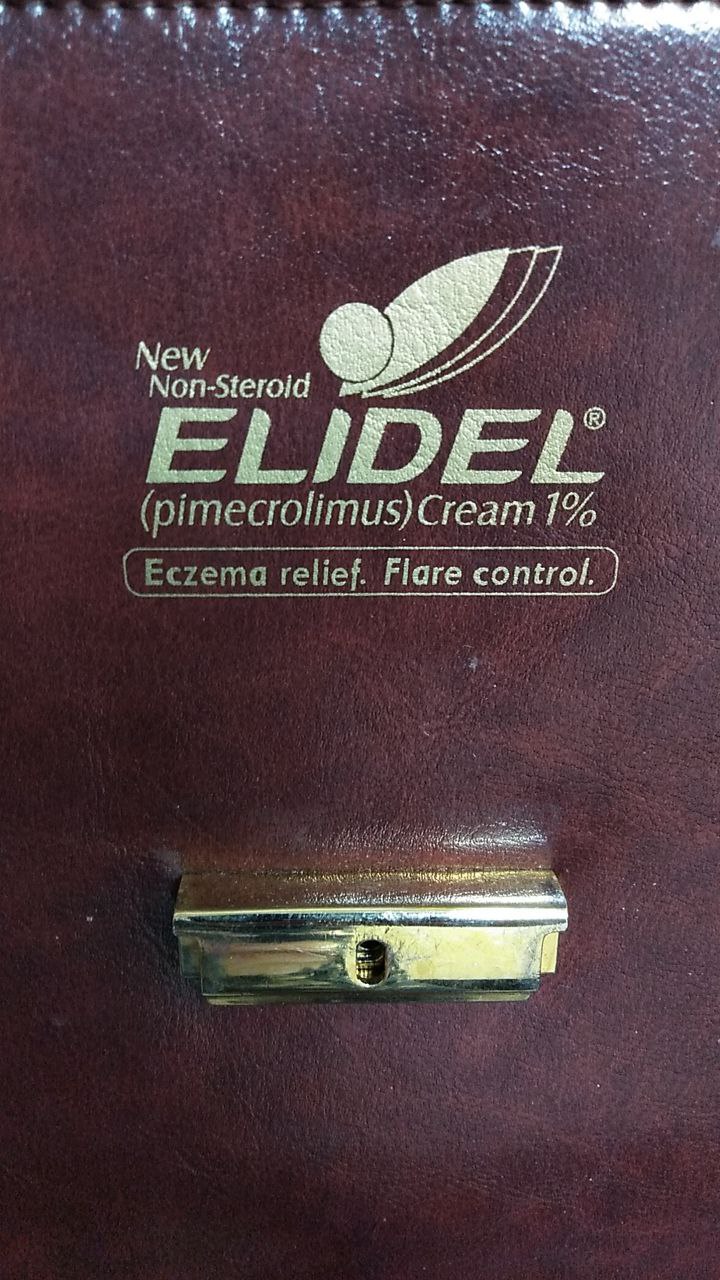 New
Non-Steroid
ELIDEL®
(pimecrolimus) Cream 1%
Eczema relief. Flare control.